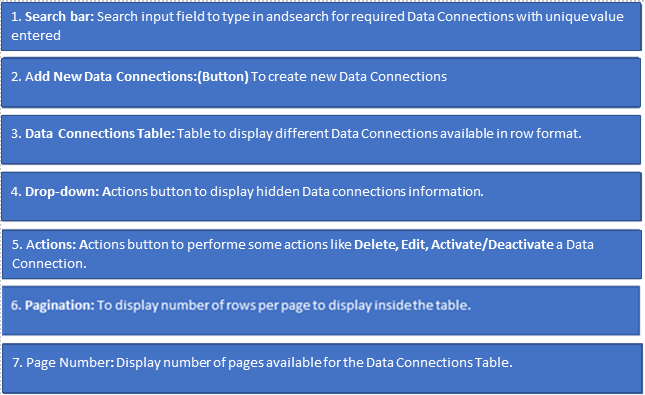 1. Search bar: Search input field to type in andsearch for required Data Connections with unique value
entered
2. Add New Data Connections:(Button) To create new Data Connections
3. Data Connections Table: Table to display different Data Connections available in row format.
4. Drop-down: Actions button to display hidden Data connections information.
5. Actions: Actions button to performe some actions like Delete, Edit, Activate/Deactivate a Data
Connection.
6. Pagination: To display number of rows per page to display inside the table.
7. Page Number: Display number of pages available for the Data Connections Table.